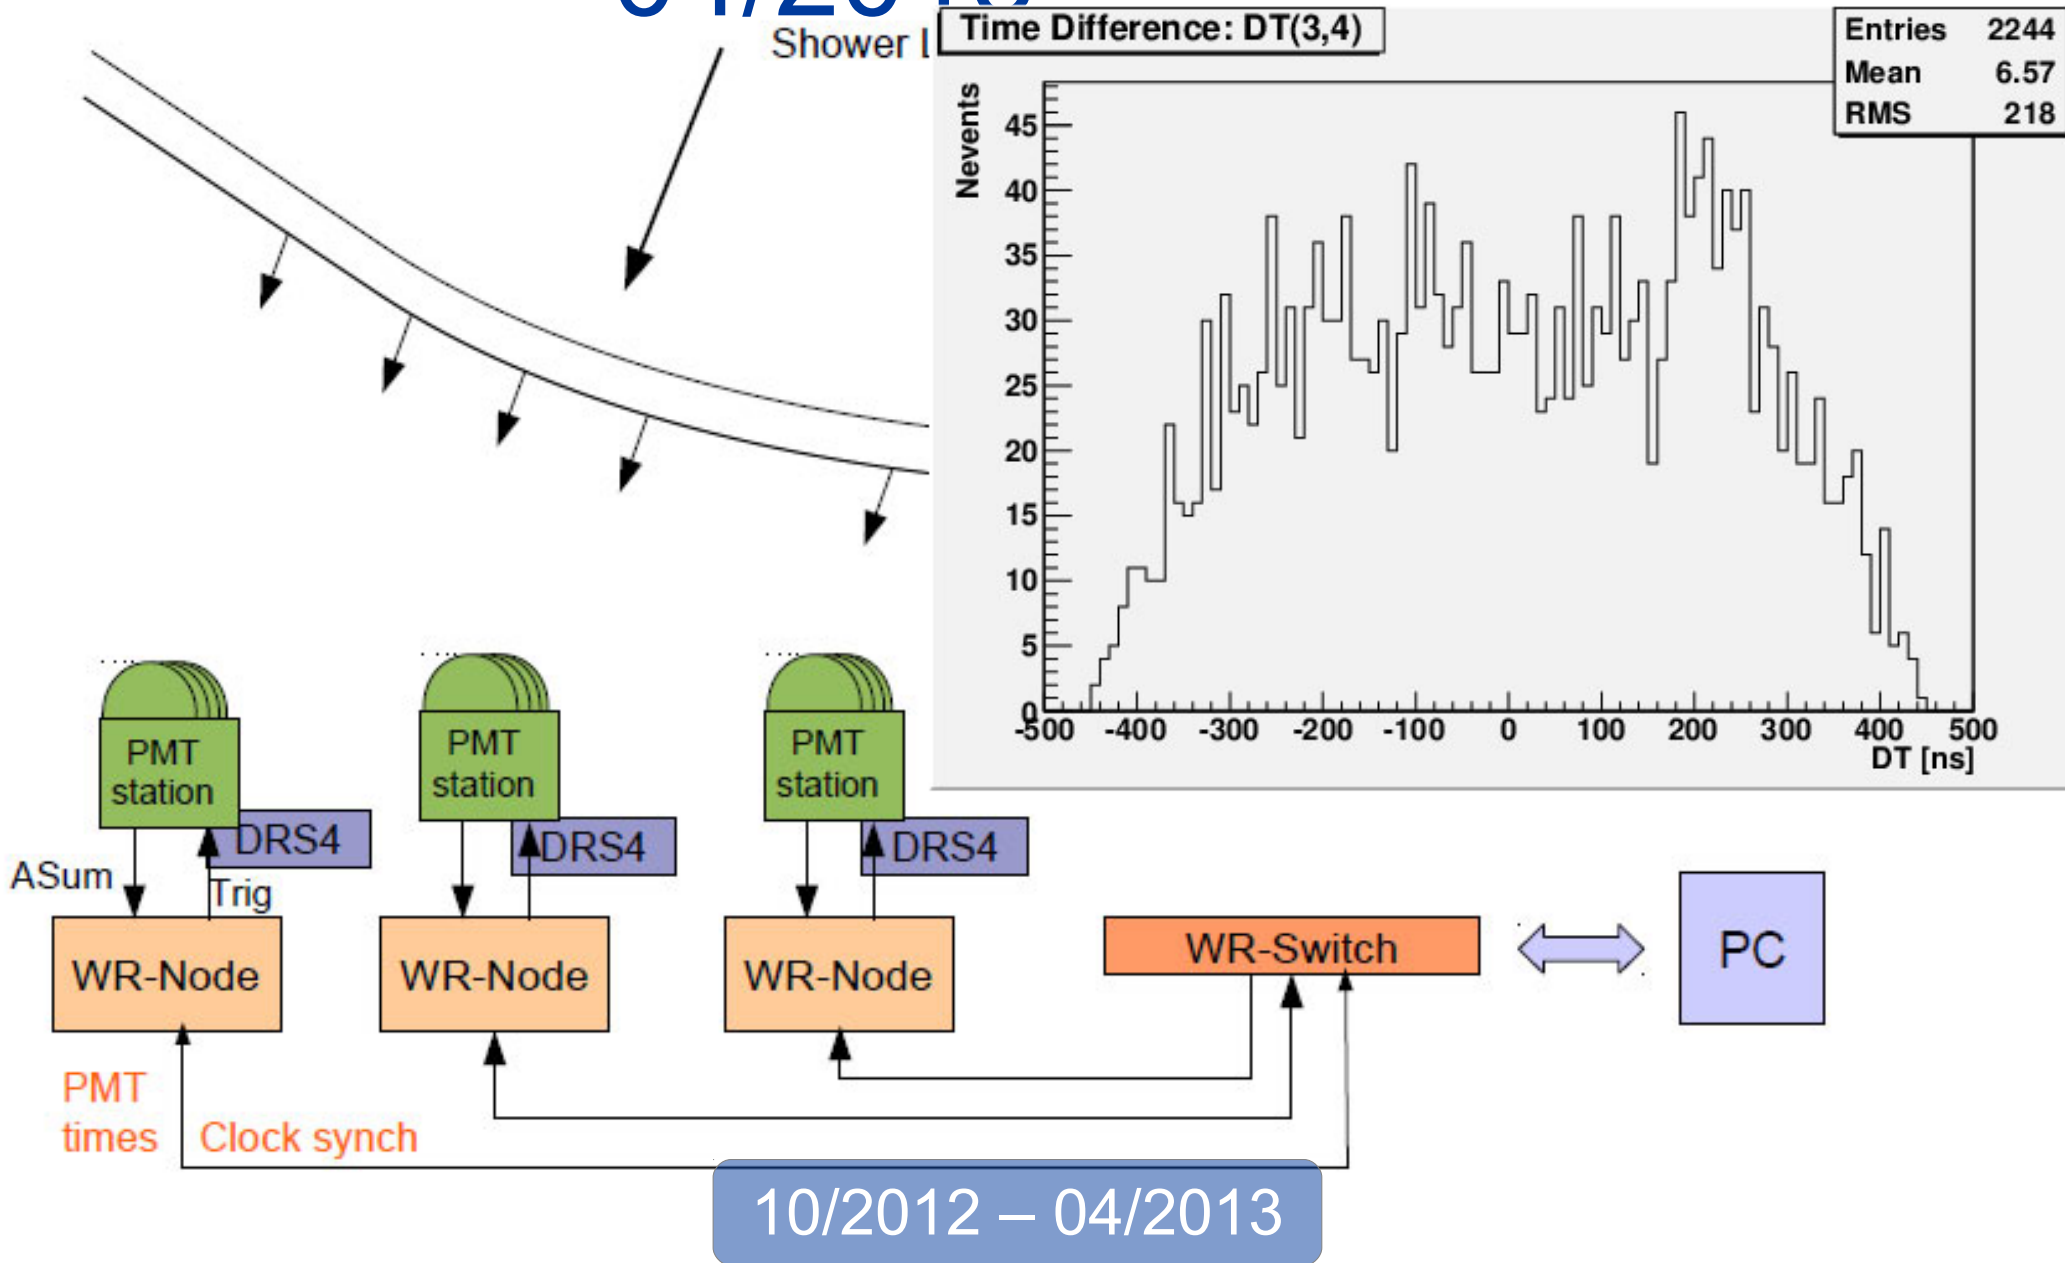 Shower
Time Difference: DT(3,4)
Entries 2244
Mean 6.57
RMS 218
Nevents
45
40
35
30
25
20
15
10
5
0
-500 -400 -300 -200 -100 0 100 200 300 400 500
DT [ns]
PMT
station
PMT
station
PMT
station
DRS4
DRS4
DRS4
ASum
Trig
WR-Node
WR-Node
WR-Node
WR-Switch
PC
PMT
times
Clock synch
10/2012 – 04/2013